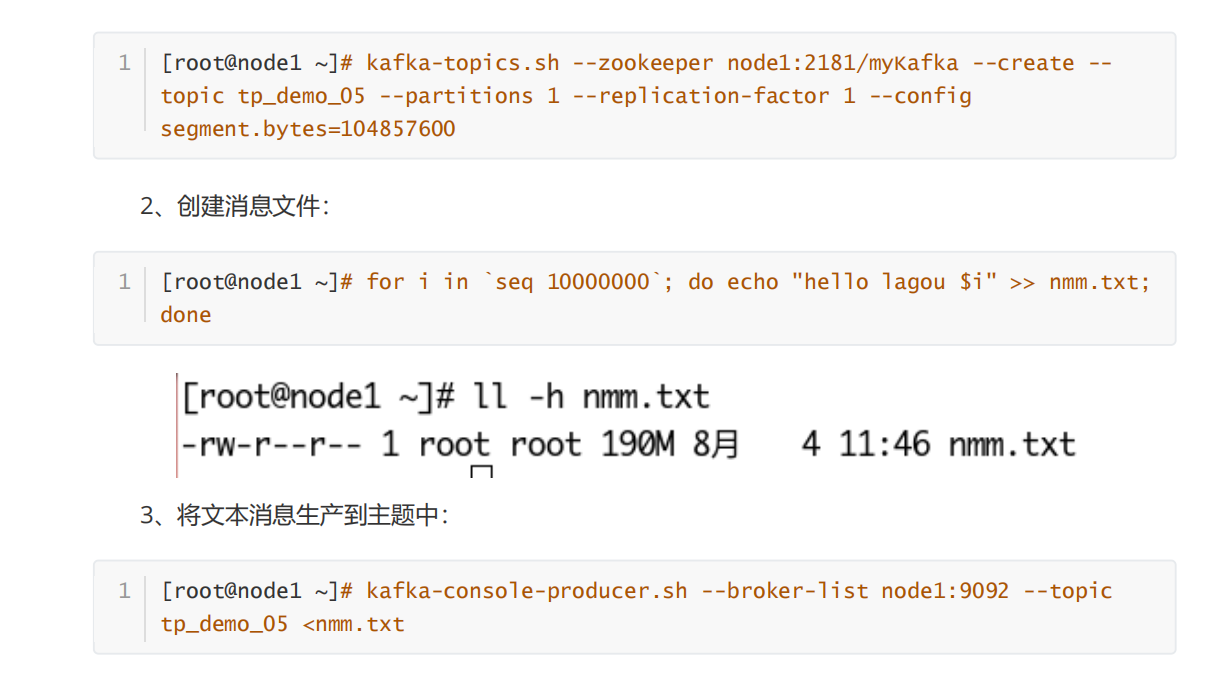 1 [root@node1 ~]# kafka-topics.sh --zookeeper node1:2181/myKafka --create --
topic tp_demo_05 --partitions 1 --replication-factor 1 --config
segment.bytes=104857600
2、创建消息文件：
1 [root@node1 ~]# for i in `seq 10000000`; do echo "hello lagou $i" >> nmm.txt;
done
[root@node1 ~]# ll -h nmm.txt
-rw-r--r-- 1 root root 190M 8月 4 11:46 nmm.txt
3、将文本消息生产到主题中：
1 [root@node1 ~]# kafka-console-producer.sh --broker-list node1:9092 --topic
tp_demo_05 <nmm.txt